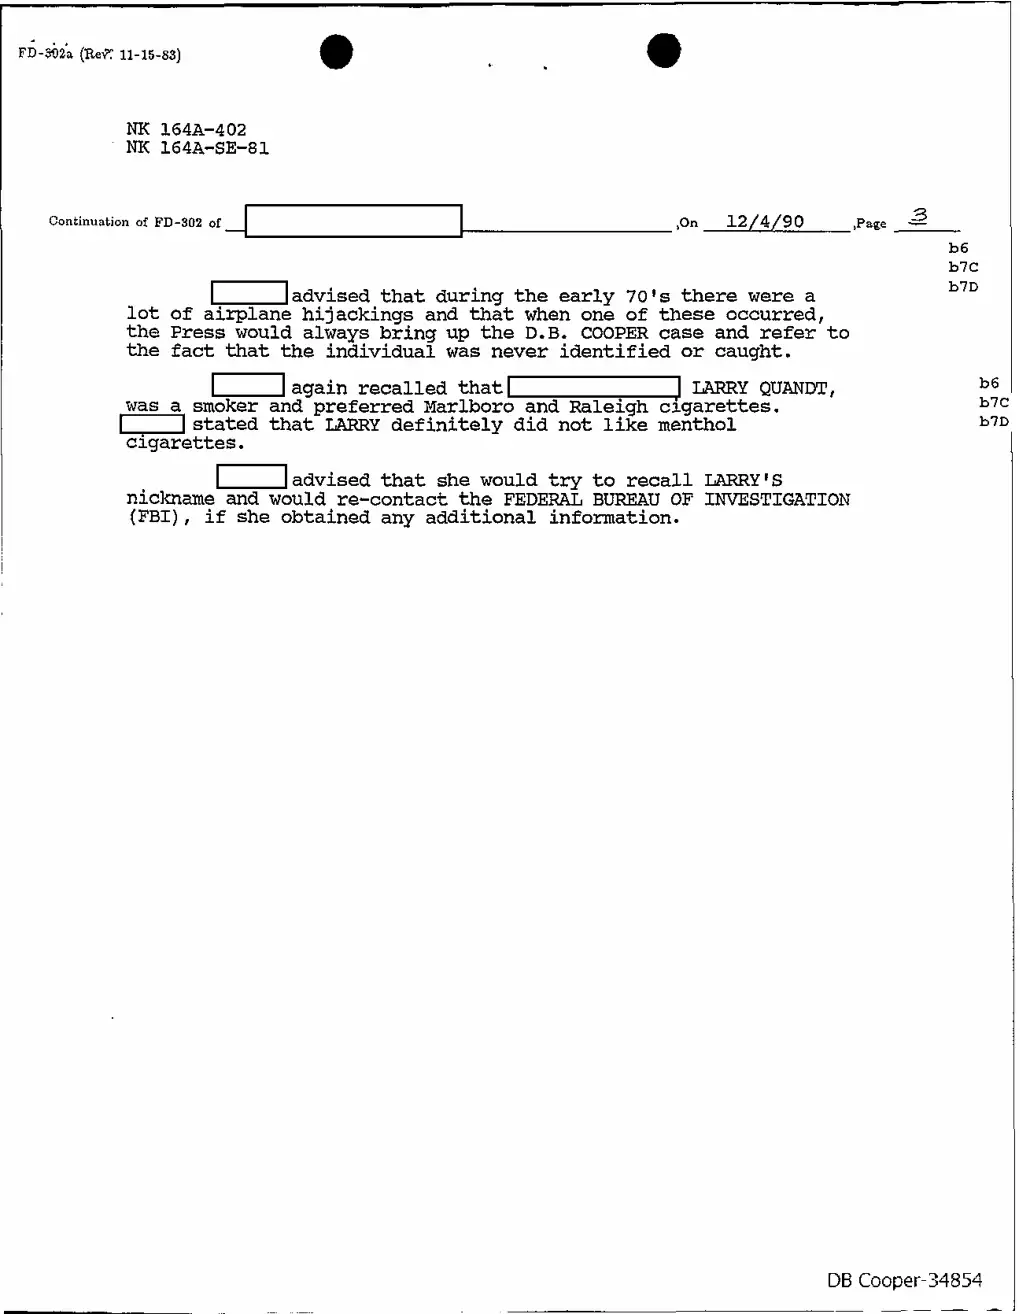 FD-302a (Rev. 11-15-83)
NK 164A-402
NK 164A-SE-81
Continuation of FD-302 of ,On 12/4/90 ,Page 3
b6
b7C
b7D
advised that during the early 70's there were a
lot of airplane hijackings and that when one of these occurred,
the Press would always bring up the D.B. COOPER case and refer to
the fact that the individual was never identified or caught.
again recalled that LARRY QUANDT,
was a smoker and preferred Marlboro and Raleigh cigarettes.
stated that LARRY definitely did not like menthol
cigarettes.
b6
b7C
b7D
advised that she would try to recall LARRY'S
nickname and would re-contact the FEDERAL BUREAU OF INVESTIGATION
(FBI), if she obtained any additional information.
DB Cooper-34854